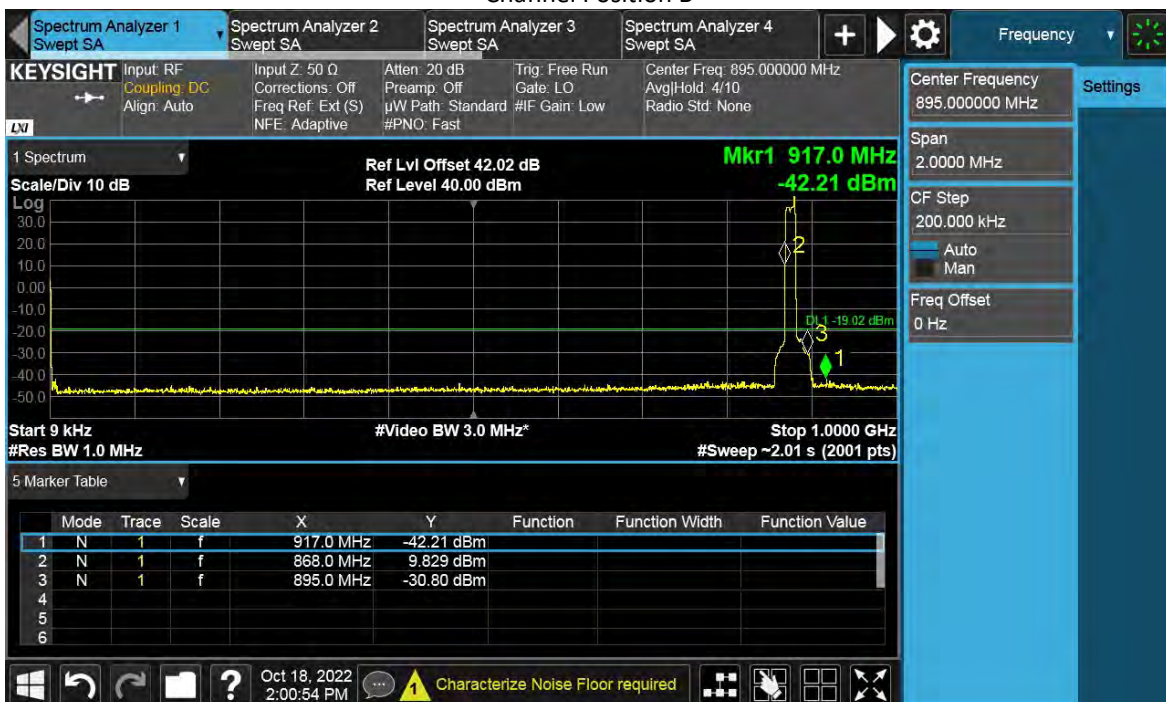 Channel Position B
Spectrum Analyzer 1
Swept SA
Spectrum Analyzer 2
Swept SA
Spectrum Analyzer 3
Swept SA
Spectrum Analyzer 4
Swept SA
+
Frequency
KEYSIGHT
LXI
Input: RF
Coupling: DC
Align: Auto
Input Z: 50 Ω
Corrections: Off
Freq Ref: Ext (S)
NFE: Adaptive
Atten: 20 dB
Preamp: Off
µW Path: Standard
#PNO: Fast
Trig: Free Run
Gate: LO
#IF Gain: Low
Center Freq: 895.000000 MHz
Avg|Hold: 4/10
Radio Std: None
Center Frequency
895.000000 MHz
Settings
Span
2.0000 MHz
CF Step
200.000 kHz
Auto
Man
Freq Offset
0 Hz
1 Spectrum
Scale/Div 10 dB
Ref Lvl Offset 42.02 dB
Ref Level 40.00 dBm
Mkr1 917.0 MHz
-42.21 dBm
Log
30.0
20.0
10.0
0.00
-10.0
-20.0
-30.0
-40.0
-50.0
2
DL1 -19.02 dBm
3
1
Start 9 kHz
#Video BW 3.0 MHz*
Stop 1.0000 GHz
#Res BW 1.0 MHz
#Sweep ~2.01 s (2001 pts)
5 Marker Table
Mode Trace Scale X Y Function Function Width Function Value
1 N 1 f 917.0 MHz -42.21 dBm
2 N 1 f 868.0 MHz 9.829 dBm
3 N 1 f 895.0 MHz -30.80 dBm
4
5
6
?
Oct 18, 2022
2:00:54 PM
1
Characterize Noise Floor required